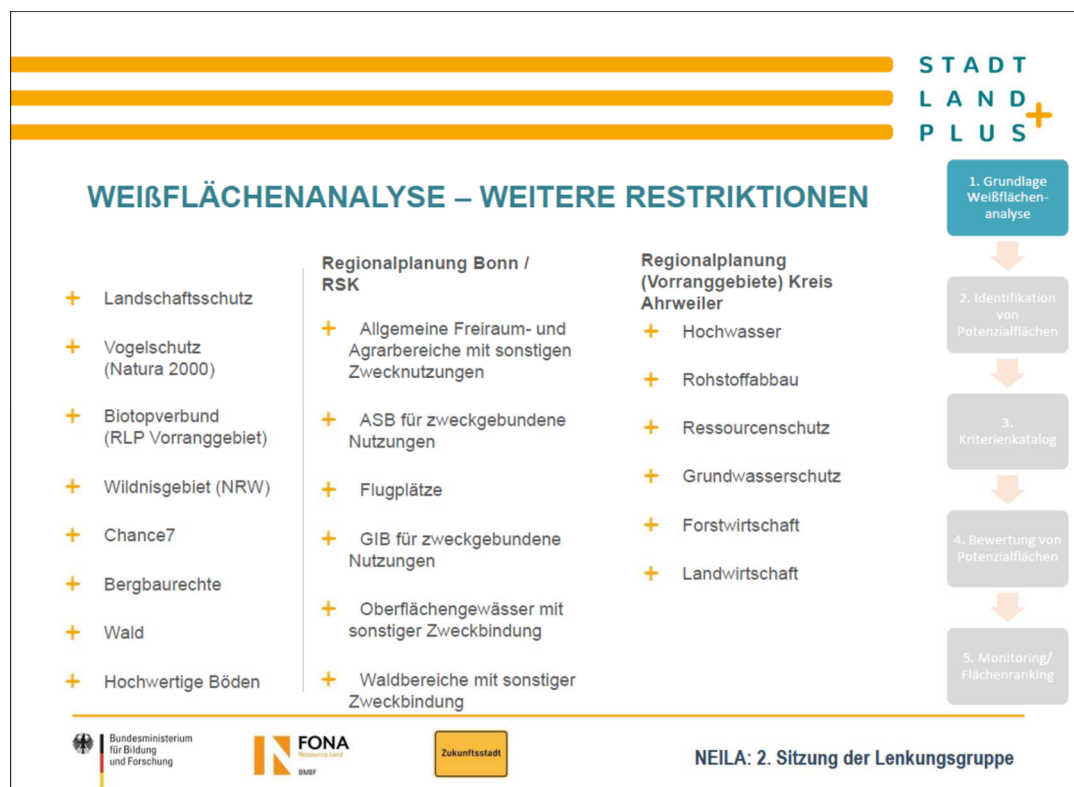 STADT
LAND
PLUS+
WEIßFLÄCHENANALYSE – WEITERE RESTRIKTIONEN
Landschaftsschutz
Vogelschutz
(Natura 2000)
Biotopverbund
(RLP Vorranggebiet)
Wildnisgebiet (NRW)
Chance7
Bergbaurechte
Wald
Hochwertige Böden
Regionalplanung Bonn /
RSK
Allgemeine Freiraum- und
Agrarbereiche mit sonstigen
Zwecknutzungen
ASB für zweckgebundene
Nutzungen
Flugplätze
GIB für zweckgebundene
Nutzungen
Oberflächengewässer mit
sonstiger Zweckbindung
Waldbereiche mit sonstiger
Zweckbindung
Regionalplanung
(Vorranggebiete) Kreis
Ahrweiler
Hochwasser
Rohstoffabbau
Ressourcenschutz
Grundwasserschutz
Forstwirtschaft
Landwirtschaft
1. Grundlage
Weißflächen-
analyse
2. Identifikation
von
Potenzialflächen
3.
Kriterienkatalog
4. Bewertung von
Potenzialflächen
5. Monitoring/
Flächenranking
Bundesministerium
für Bildung
und Forschung
FONA
Ressource Land
BMBF
Zukunftsstadt
NEILA: 2. Sitzung der Lenkungsgruppe